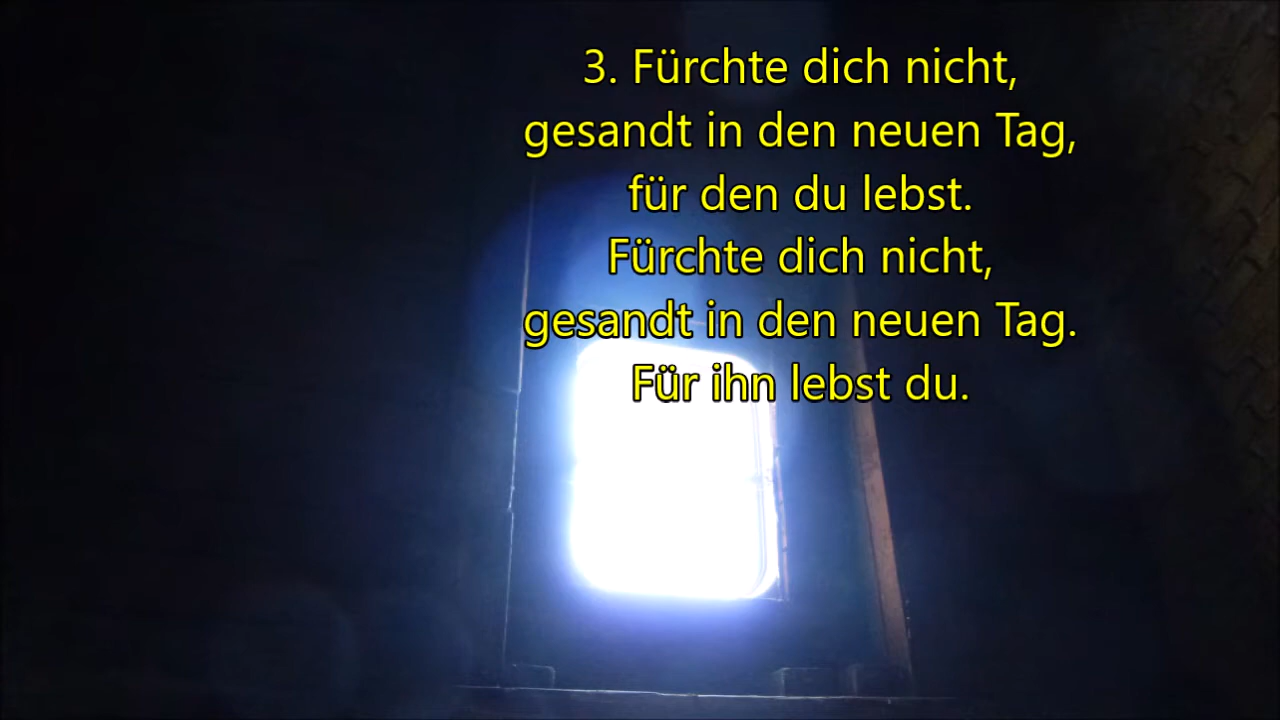 3. Fürchte dich nicht,
gesandt in den neuen Tag,
für den du lebst.
Fürchte dich nicht,
gesandt in den neuen Tag.
Für ihn lebst du.